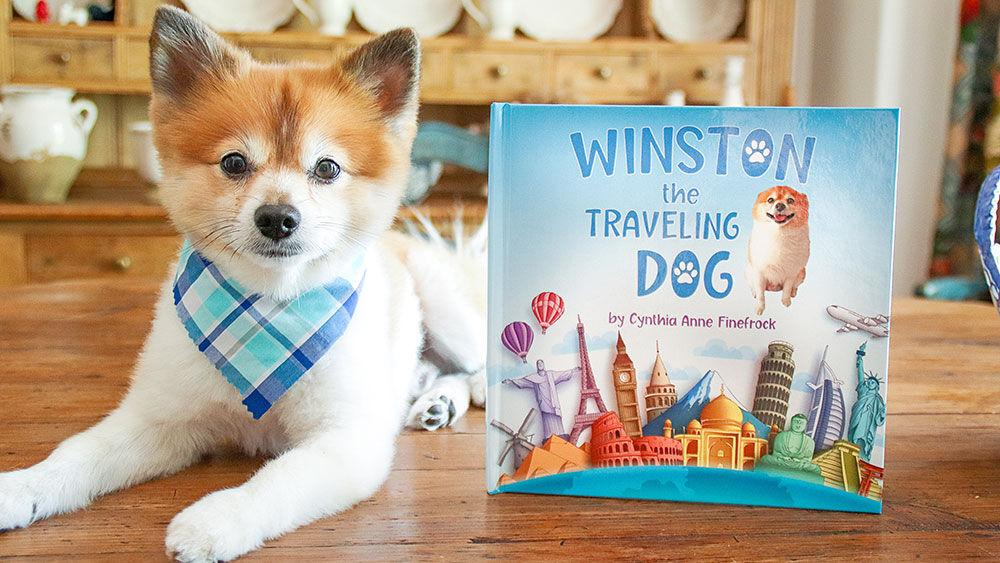 WINSTON
the
TRAVELING
DOG
by Cynthia Anne Finefrock